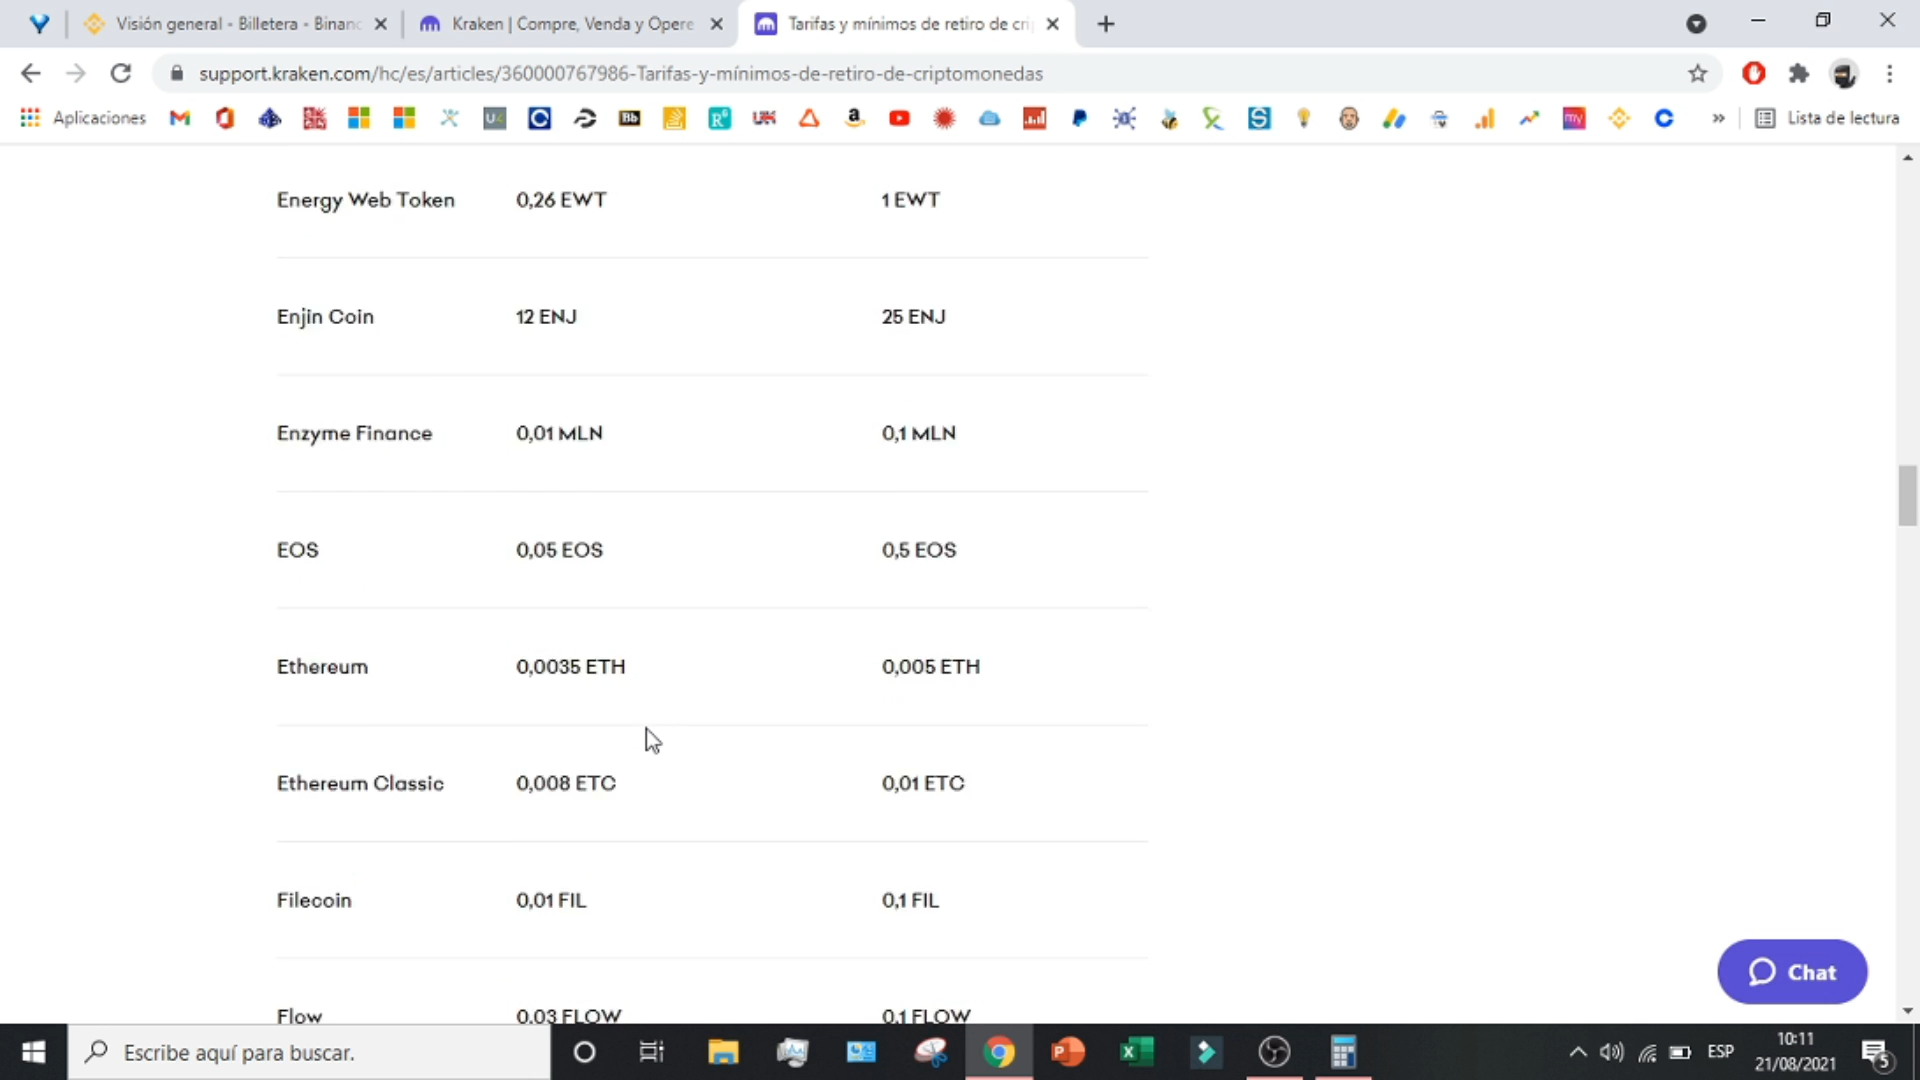 Visión general - Billetera - Binanc
Kraken | Compre, Venda y Opere
Tarifas y mínimos de retiro de cri
support.kraken.com/hc/es/articles/360000767986-Tarifas-y-mínimos-de-retiro-de-criptomonedas
Aplicaciones
Bb
my
»
Lista de lectura
Energy Web Token 0,26 EWT 1 EWT
Enjin Coin 12 ENJ 25 ENJ
Enzyme Finance 0,01 MLN 0,1 MLN
EOS 0,05 EOS 0,5 EOS
Ethereum 0,0035 ETH 0,005 ETH
Ethereum Classic 0,008 ETC 0,01 ETC
Filecoin 0,01 FIL 0,1 FIL
Flow 0,03 FLOW 0,1 FLOW
Chat
Escribe aquí para buscar.
ESP
10:11
21/08/2021
5